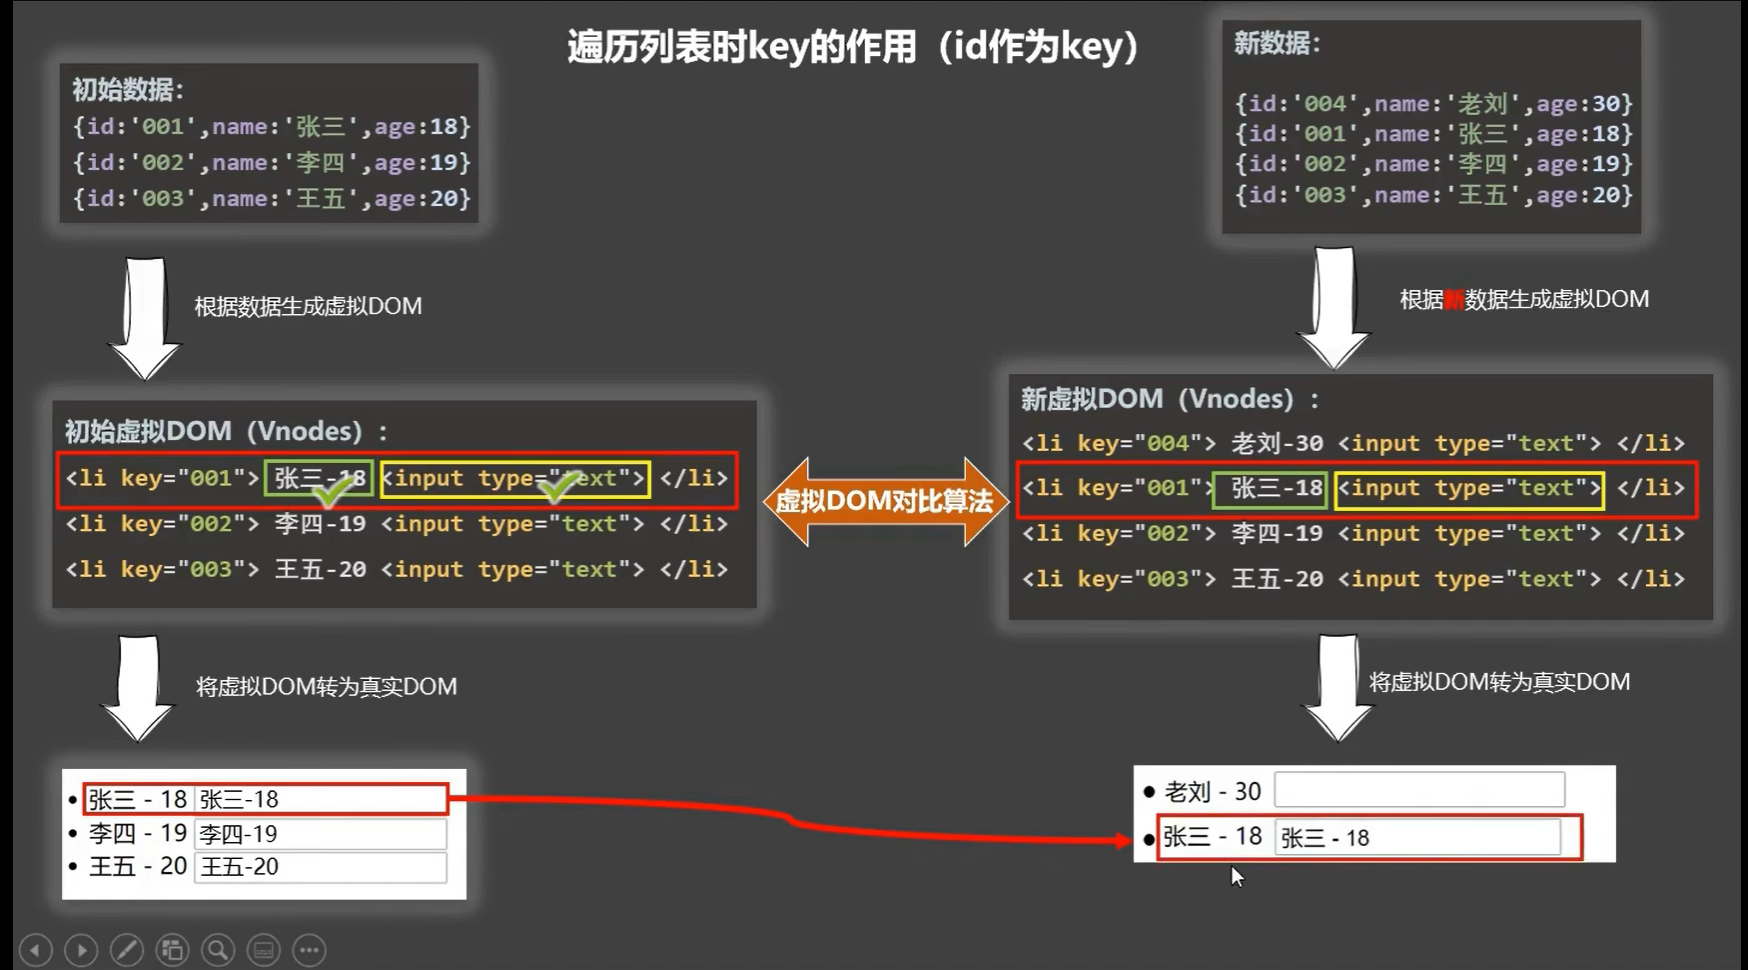 遍历列表时key的作用（id作为key）
初始数据：
{id:'001',name:'张三',age:18}
{id:'002',name:'李四',age:19}
{id:'003',name:'王五',age:20}
根据数据生成虚拟DOM
初始虚拟DOM（Vnodes）：
<li key="001"> 张三-18 <input type="text"> </li>
<li key="002"> 李四-19 <input type="text"> </li>
<li key="003"> 王五-20 <input type="text"> </li>
将虚拟DOM转为真实DOM
张三 - 18 张三-18
李四 - 19 李四-19
王五 - 20 王五-20
虚拟DOM对比算法
新数据：
{id:'004',name:'老刘',age:30}
{id:'001',name:'张三',age:18}
{id:'002',name:'李四',age:19}
{id:'003',name:'王五',age:20}
根据新数据生成虚拟DOM
新虚拟DOM（Vnodes）：
<li key="004"> 老刘-30 <input type="text"> </li>
<li key="001"> 张三-18 <input type="text"> </li>
<li key="002"> 李四-19 <input type="text"> </li>
<li key="003"> 王五-20 <input type="text"> </li>
将虚拟DOM转为真实DOM
老刘 - 30
张三 - 18 张三 - 18